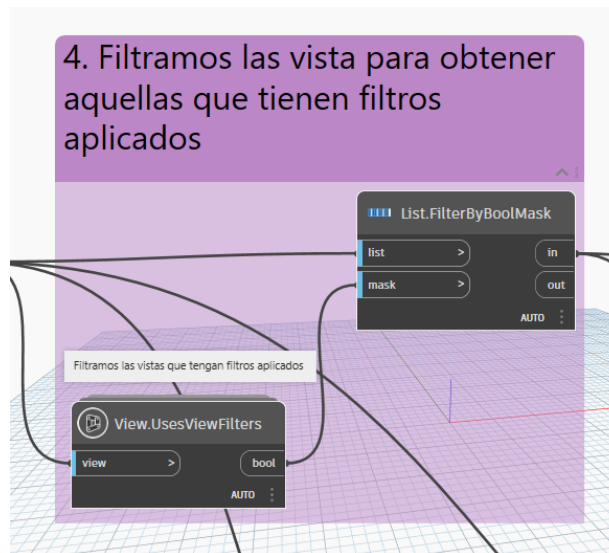 4. Filtramos las vista para obtener
aquellas que tienen filtros
aplicados
List.FilterByBoolMask
list > in
mask > out
AUTO
Filtramos las vistas que tengan filtros aplicados
View.UsesViewFilters
view > bool
AUTO